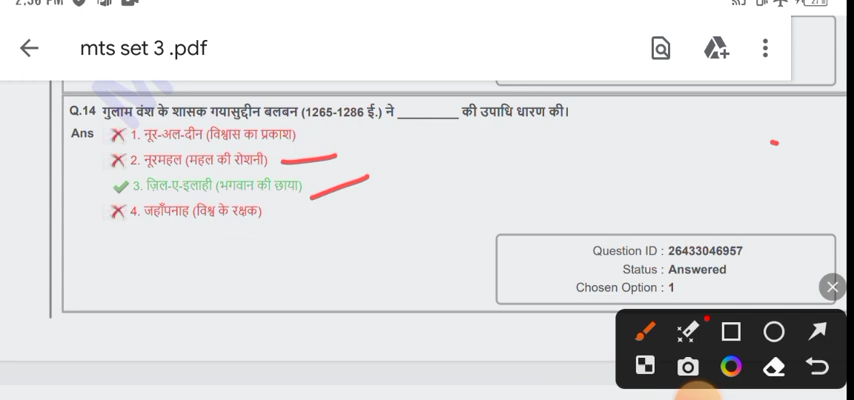 mts set 3 .pdf
Q.14 गुलाम वंश के शासक गयासुद्दीन बलबन (1265-1286 ई.) ने _________ की उपाधि धारण की।
Ans 1. नूर-अल-दीन (विश्वास का प्रकाश)
2. नूरमहल (महल की रोशनी)
3. ज़िल-ए-इलाही (भगवान की छाया)
4. जहाँपनाह (विश्व के रक्षक)
Question ID : 26433046957
Status : Answered
Chosen Option : 1